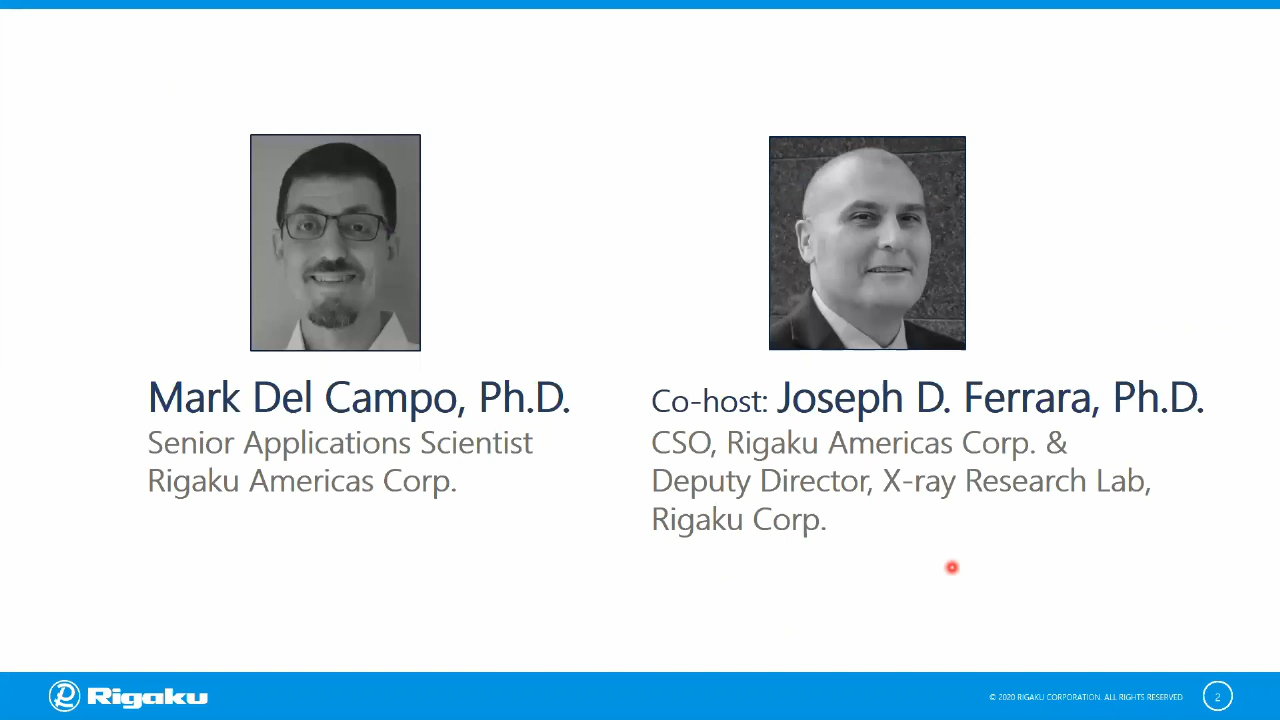 Mark Del Campo, Ph.D.
Senior Applications Scientist
Rigaku Americas Corp.
Co-host: Joseph D. Ferrara, Ph.D.
CSO, Rigaku Americas Corp. &
Deputy Director, X-ray Research Lab,
Rigaku Corp.
Rigaku
© 2020 RIGAKU CORPORATION. ALL RIGHTS RESERVED
2